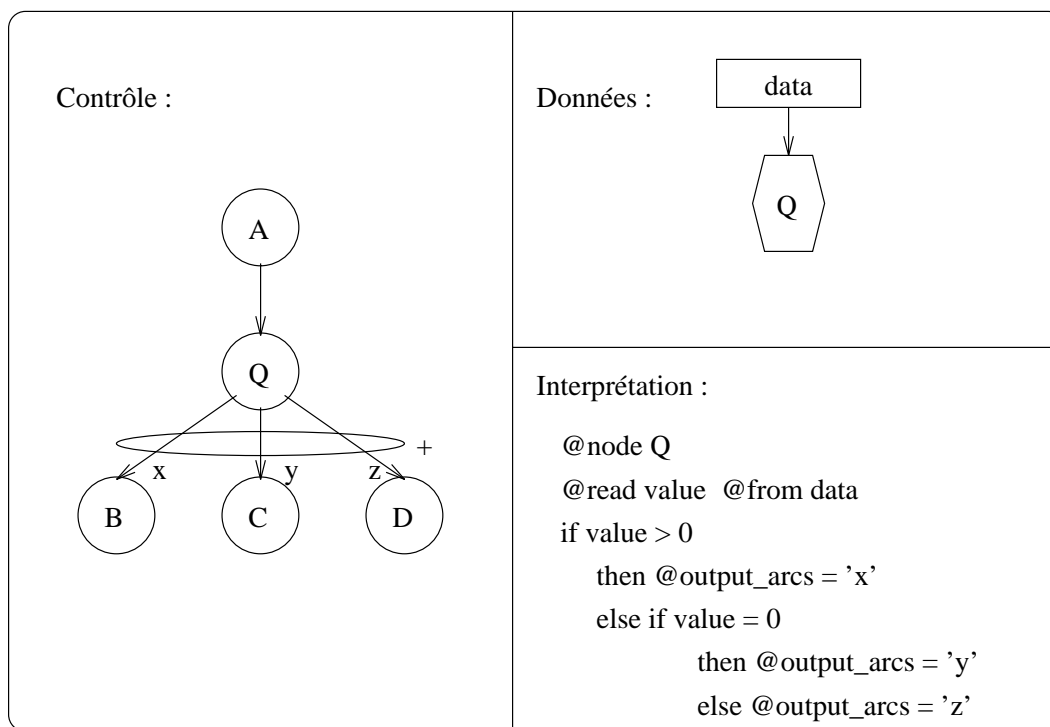 Contrôle :
A
Q
+
x
y
z
B
C
D
Données :
data
Q
Interprétation :
@node Q
@read value @from data
if value > 0
then @output_arcs = ’x’
else if value = 0
then @output_arcs = ’y’
else @output_arcs = ’z’